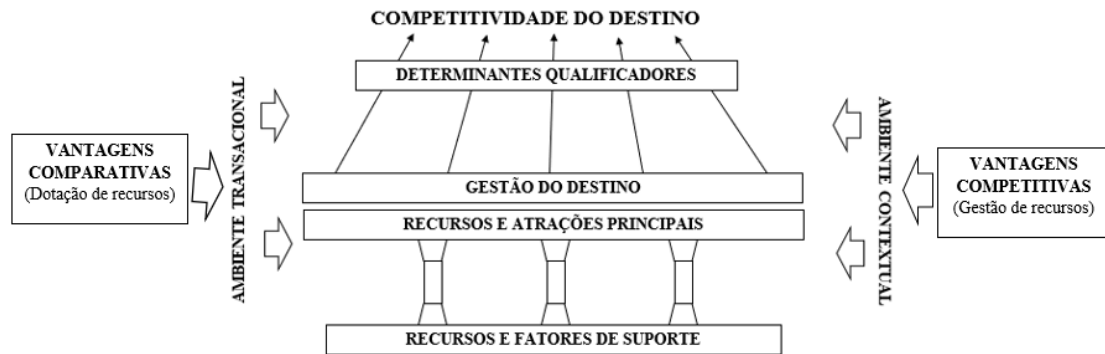 COMPETITIVIDADE DO DESTINO
DETERMINANTES QUALIFICADORES
AMBIENTE TRANSACIONAL
AMBIENTE CONTEXTUAL
VANTAGENS
COMPARATIVAS
(Dotação de recursos)
VANTAGENS
COMPETITIVAS
(Gestão de recursos)
GESTÃO DO DESTINO
RECURSOS E ATRAÇÕES PRINCIPAIS
RECURSOS E FATORES DE SUPORTE